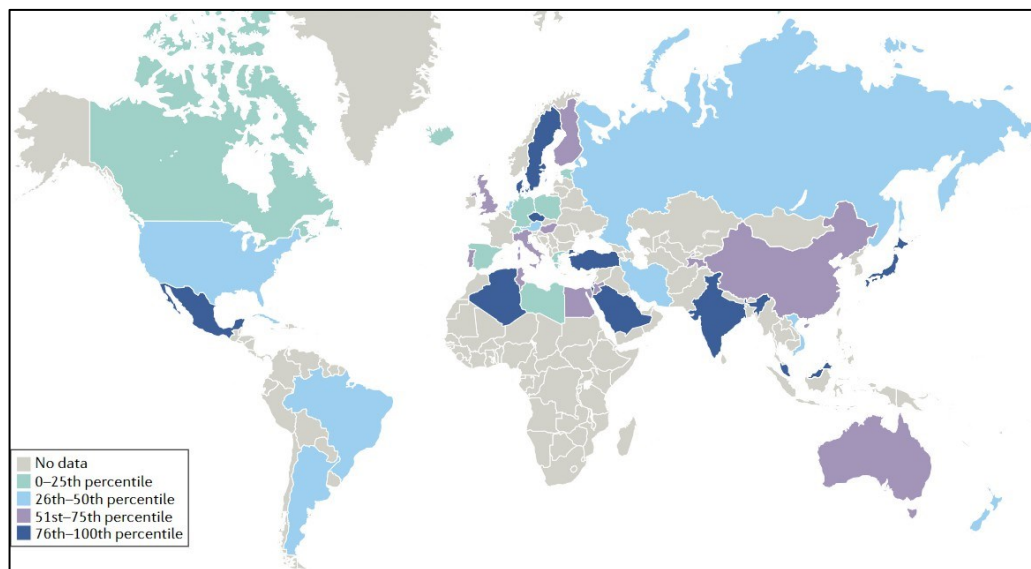 No data
0–25th percentile
26th–50th percentile
51st–75th percentile
76th–100th percentile